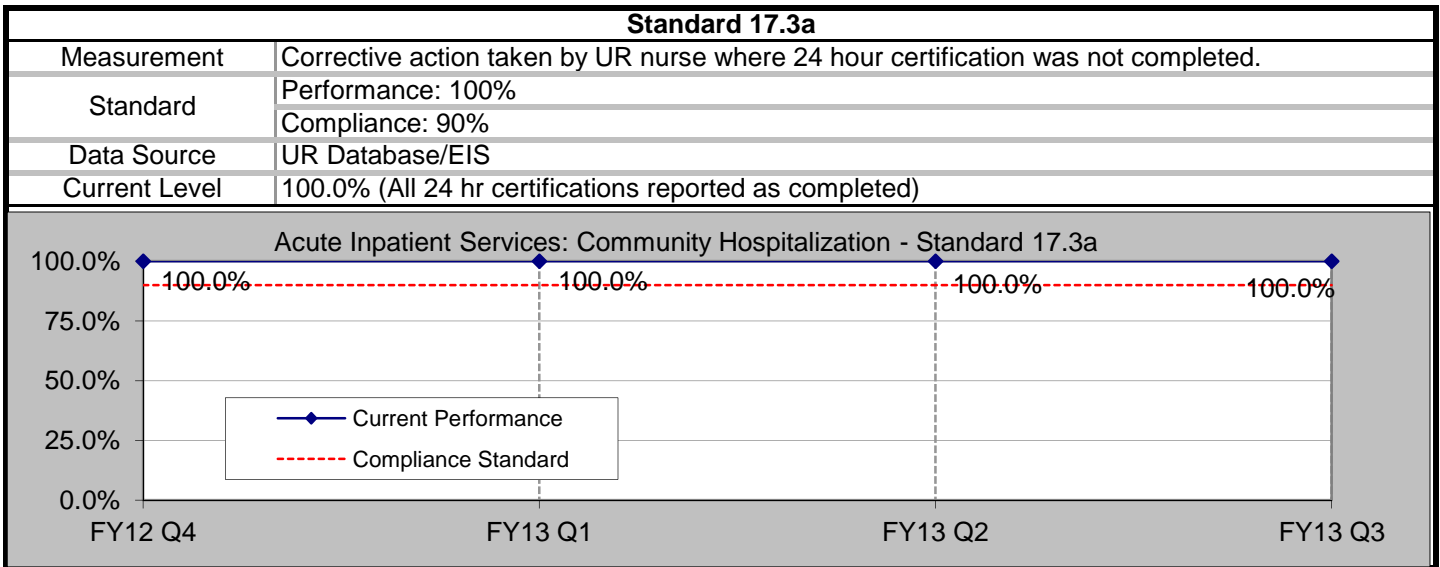 Standard 17.3a
Measurement Corrective action taken by UR nurse where 24 hour certification was not completed.
Standard
Performance: 100%
Compliance: 90%
Data Source UR Database/EIS
Current Level 100.0% (All 24 hr certifications reported as completed)
Acute Inpatient Services: Community Hospitalization - Standard 17.3a
100.0%
100.0% 100.0% 100.0% 100.0%
75.0%
50.0%
Current Performance
25.0%
Compliance Standard
0.0%
FY12 Q4 FY13 Q1 FY13 Q2 FY13 Q3